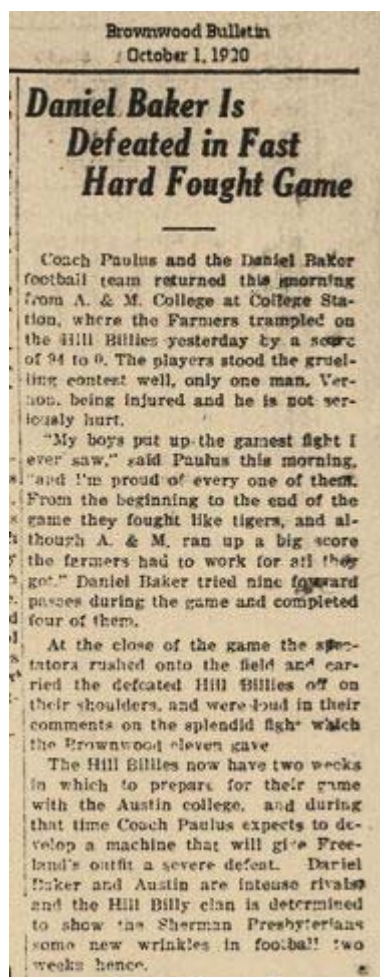 Brownwood Bulletin
October 1, 1920
Daniel Baker Is
Defeated in Fast
Hard Fought Game
Coach Paulus and the Daniel Baker
football team returned this morning
from A. & M. College at College Sta-
tion, where the Farmers trampled on
the Hill Billies yesterday by a score
of 94 to 0. The players stood the gruel-
ling contest well, only one man, Ver-
non, being injured and he is not ser-
iously hurt.
"My boys put up the gamest fight I
ever saw," said Paulus this morning,
"and I'm proud of every one of them.
From the beginning to the end of the
game they fought like tigers, and al-
though A. & M. ran up a big score
the farmers had to work for all they
got." Daniel Baker tried nine forward
passes during the game and completed
four of them.
At the close of the game the spec-
tators rushed onto the field and car-
ried the defeated Hill Billies off on
their shoulders, and were loud in their
comments on the splendid fight which
the Brownwood eleven gave
The Hill Billies now have two weeks
in which to prepare for their game
with the Austin college, and during
that time Coach Paulus expects to de-
velop a machine that will give Free-
land's outfit a severe defeat. Daniel
Baker and Austin are intense rivals
and the Hill Billy clan is determined
to show the Sherman Presbyterians
some new wrinkles in football two
weeks hence.